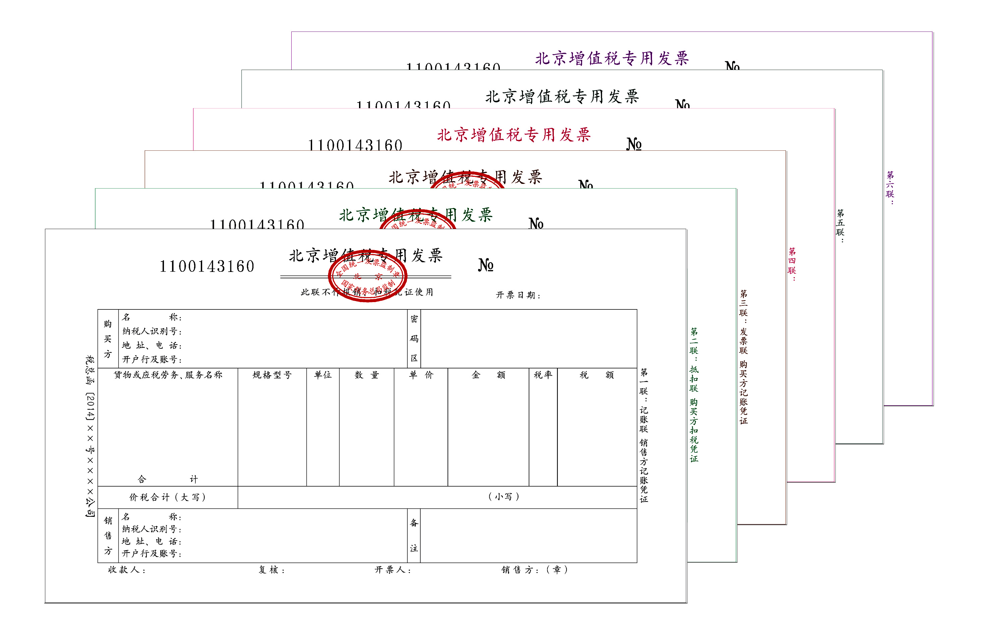 北京增值税专用发票
1100143160
№
第六联：
北京增值税专用发票
1100143160
№
第五联：
北京增值税专用发票
1100143160
№
第四联：
北京增值税专用发票
1100143160
№
统一发票监
第三联：发票联 购买方记账凭证
北京增值税专用发票
1100143160
№
国统一发票监制
第二联：抵扣联 购买方扣税凭证
北京增值税专用发票
1100143160
№
全国统一发票监制章
北京
国家税务总局监制
此联不作报销、扣税凭证使用
开票日期：
购买方
名称：
纳税人识别号：
地址、电话：
开户行及账号：
密码区
货物或应税劳务、服务名称 规格型号 单位 数量 单价 金额 税率 税额
合计
价税合计（大写） （小写）
销售方
名称：
纳税人识别号：
地址、电话：
开户行及账号：
备注
收款人： 复核： 开票人： 销售方：（章）
税总函〔2014〕××号××××公司
第一联：记账联 销售方记账凭证